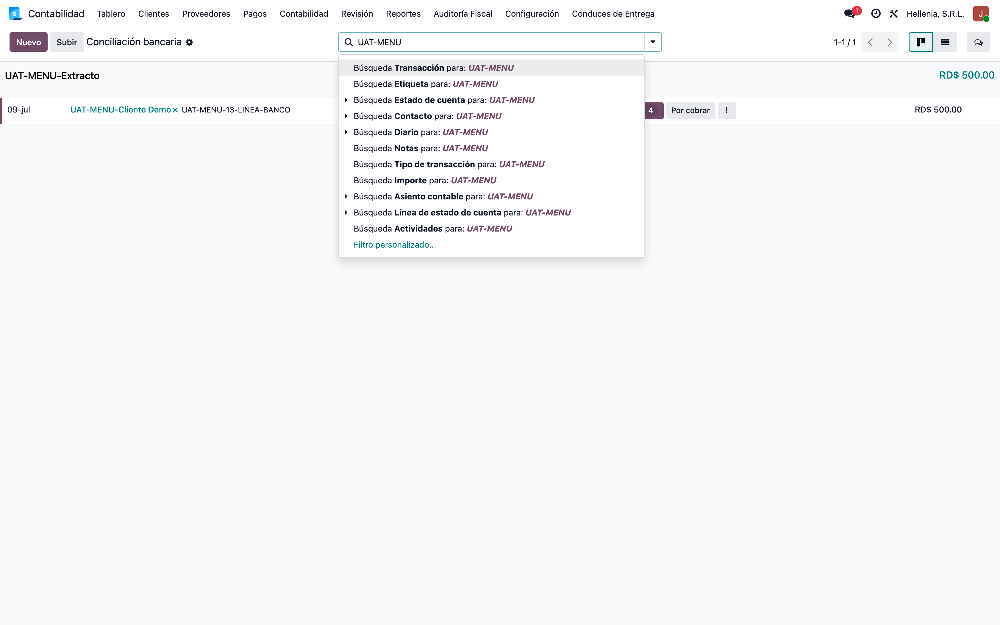 Contabilidad Tablero Clientes Proveedores Pagos Contabilidad Revisión Reportes Auditoría Fiscal Configuración Conduces de Entrega 1 Hellenia, S.R.L. J
Nuevo Subir Conciliación bancaria UAT-MENU 1-1 / 1
UAT-MENU-Extracto RD$ 500.00
09-jul UAT-MENU-Cliente Demo UAT-MENU-13-LINEA-BANCO 4 Por cobrar RD$ 500.00
Búsqueda Transacción para: UAT-MENU
Búsqueda Etiqueta para: UAT-MENU
Búsqueda Estado de cuenta para: UAT-MENU
Búsqueda Contacto para: UAT-MENU
Búsqueda Diario para: UAT-MENU
Búsqueda Notas para: UAT-MENU
Búsqueda Tipo de transacción para: UAT-MENU
Búsqueda Importe para: UAT-MENU
Búsqueda Asiento contable para: UAT-MENU
Búsqueda Línea de estado de cuenta para: UAT-MENU
Búsqueda Actividades para: UAT-MENU
Filtro personalizado...